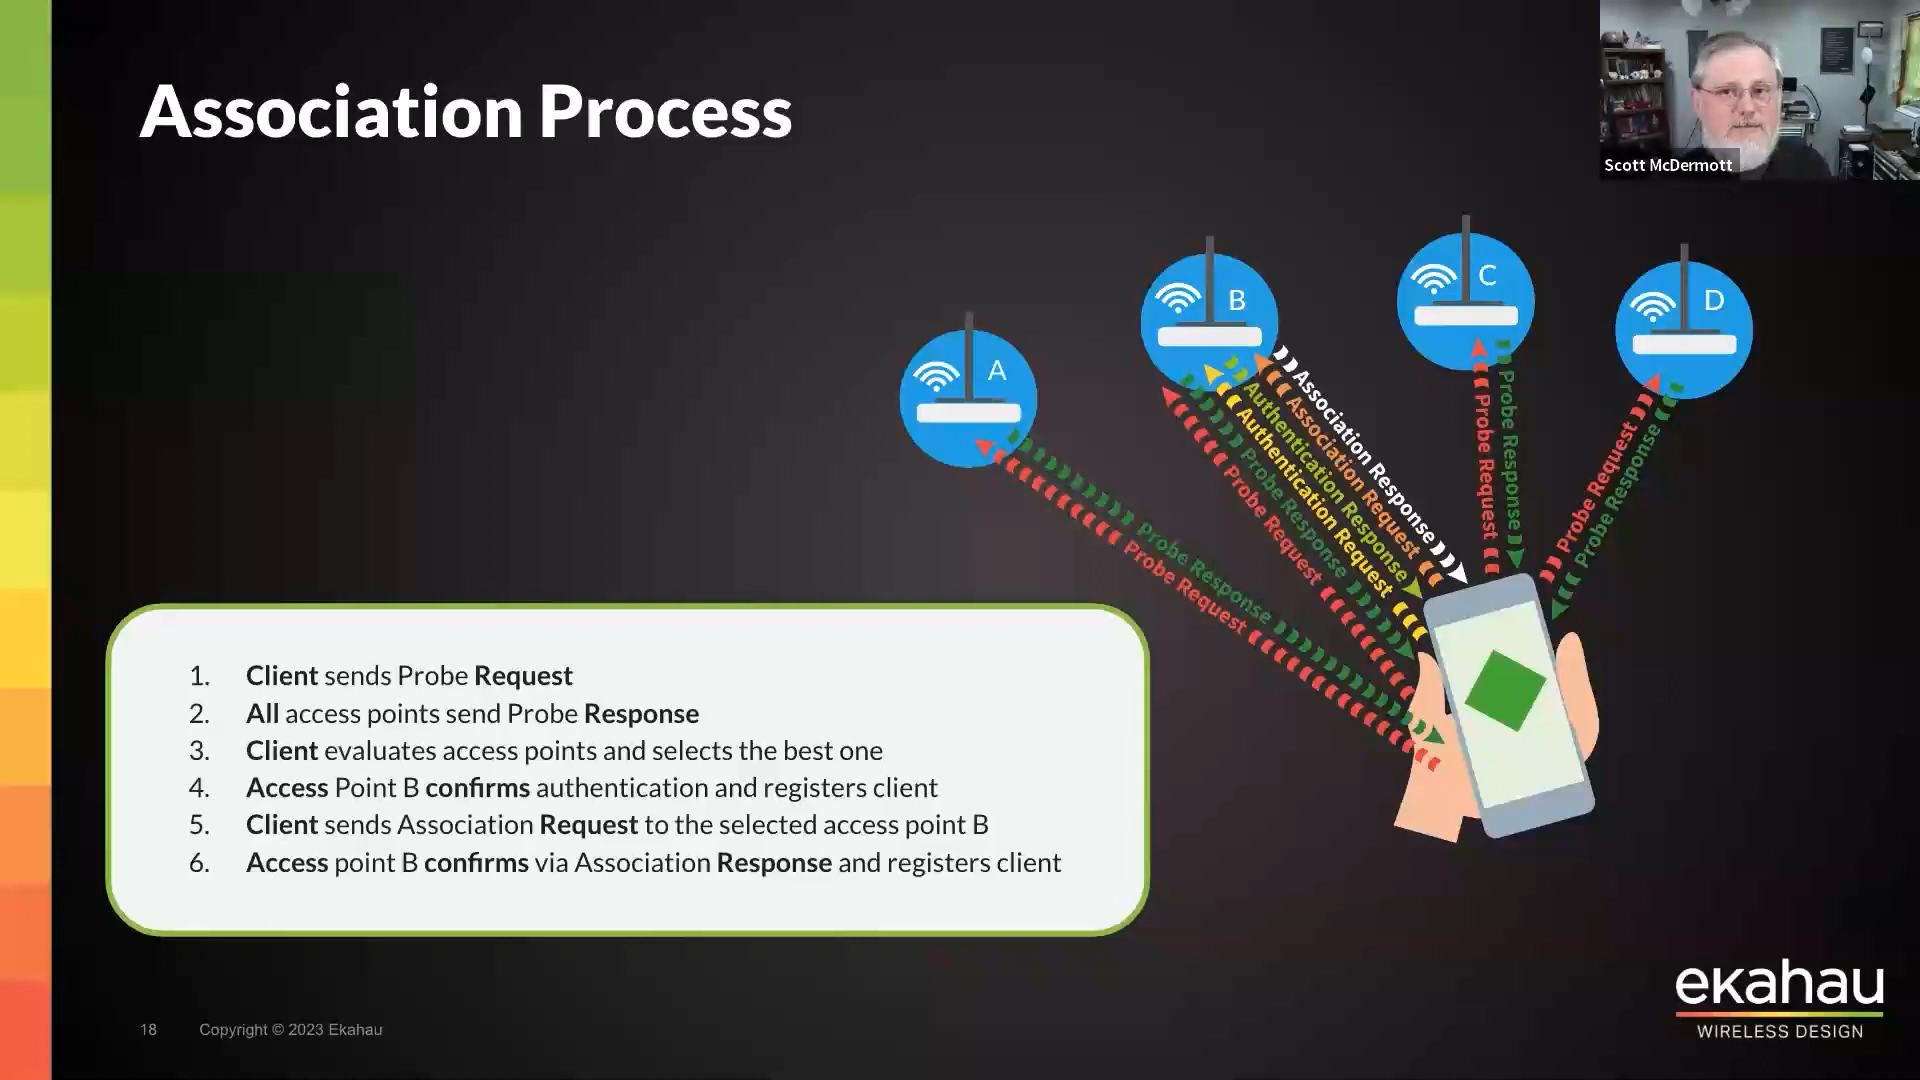 Association Process
Scott McDermott
A
B
C
D
Probe Response
Probe Request
Association Response
Association Request
Authentication Response
Authentication Request
Probe Response
Probe Request
Probe Request
Probe Response
Probe Request
Probe Response
1. Client sends Probe Request
2. All access points send Probe Response
3. Client evaluates access points and selects the best one
4. Access Point B confirms authentication and registers client
5. Client sends Association Request to the selected access point B
6. Access point B confirms via Association Response and registers client
18 Copyright © 2023 Ekahau
ekahau
WIRELESS DESIGN